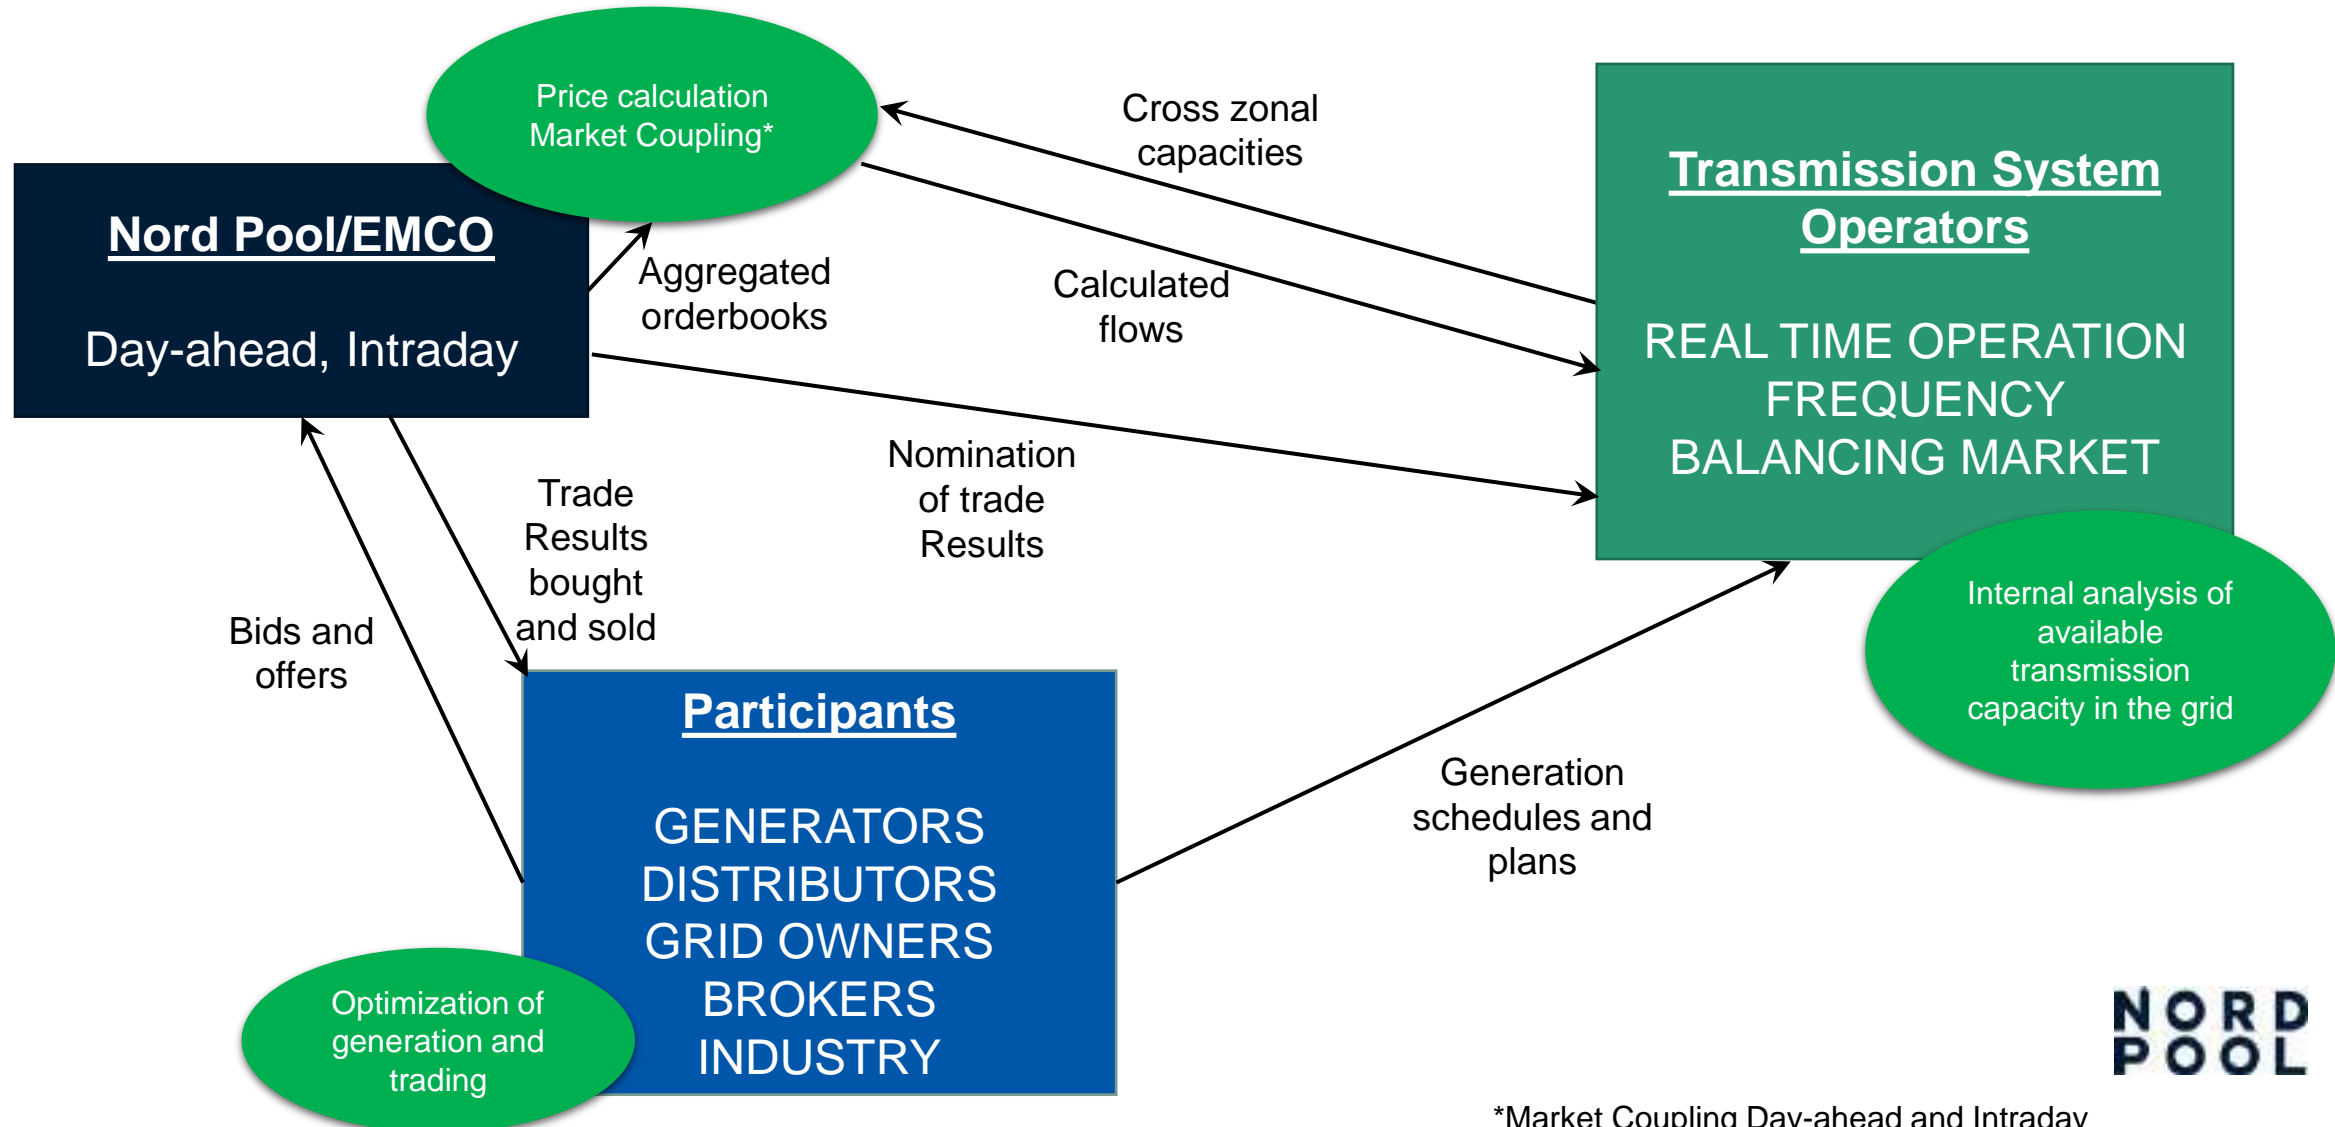 Price calculation
Market Coupling*
Cross zonal
capacities
Transmission System
Operators
REAL TIME OPERATION
FREQUENCY
BALANCING MARKET
Nord Pool/EMCO
Day-ahead, Intraday
Aggregated
orderbooks
Calculated
flows
Nomination
of trade
Results
Trade
Results
bought
and sold
Bids and
offers
Internal analysis of
available
transmission
capacity in the grid
Participants
GENERATORS
DISTRIBUTORS
GRID OWNERS
BROKERS
INDUSTRY
Generation
schedules and
plans
Optimization of
generation and
trading
NORD
POOL
*Market Coupling Day-ahead and Intraday